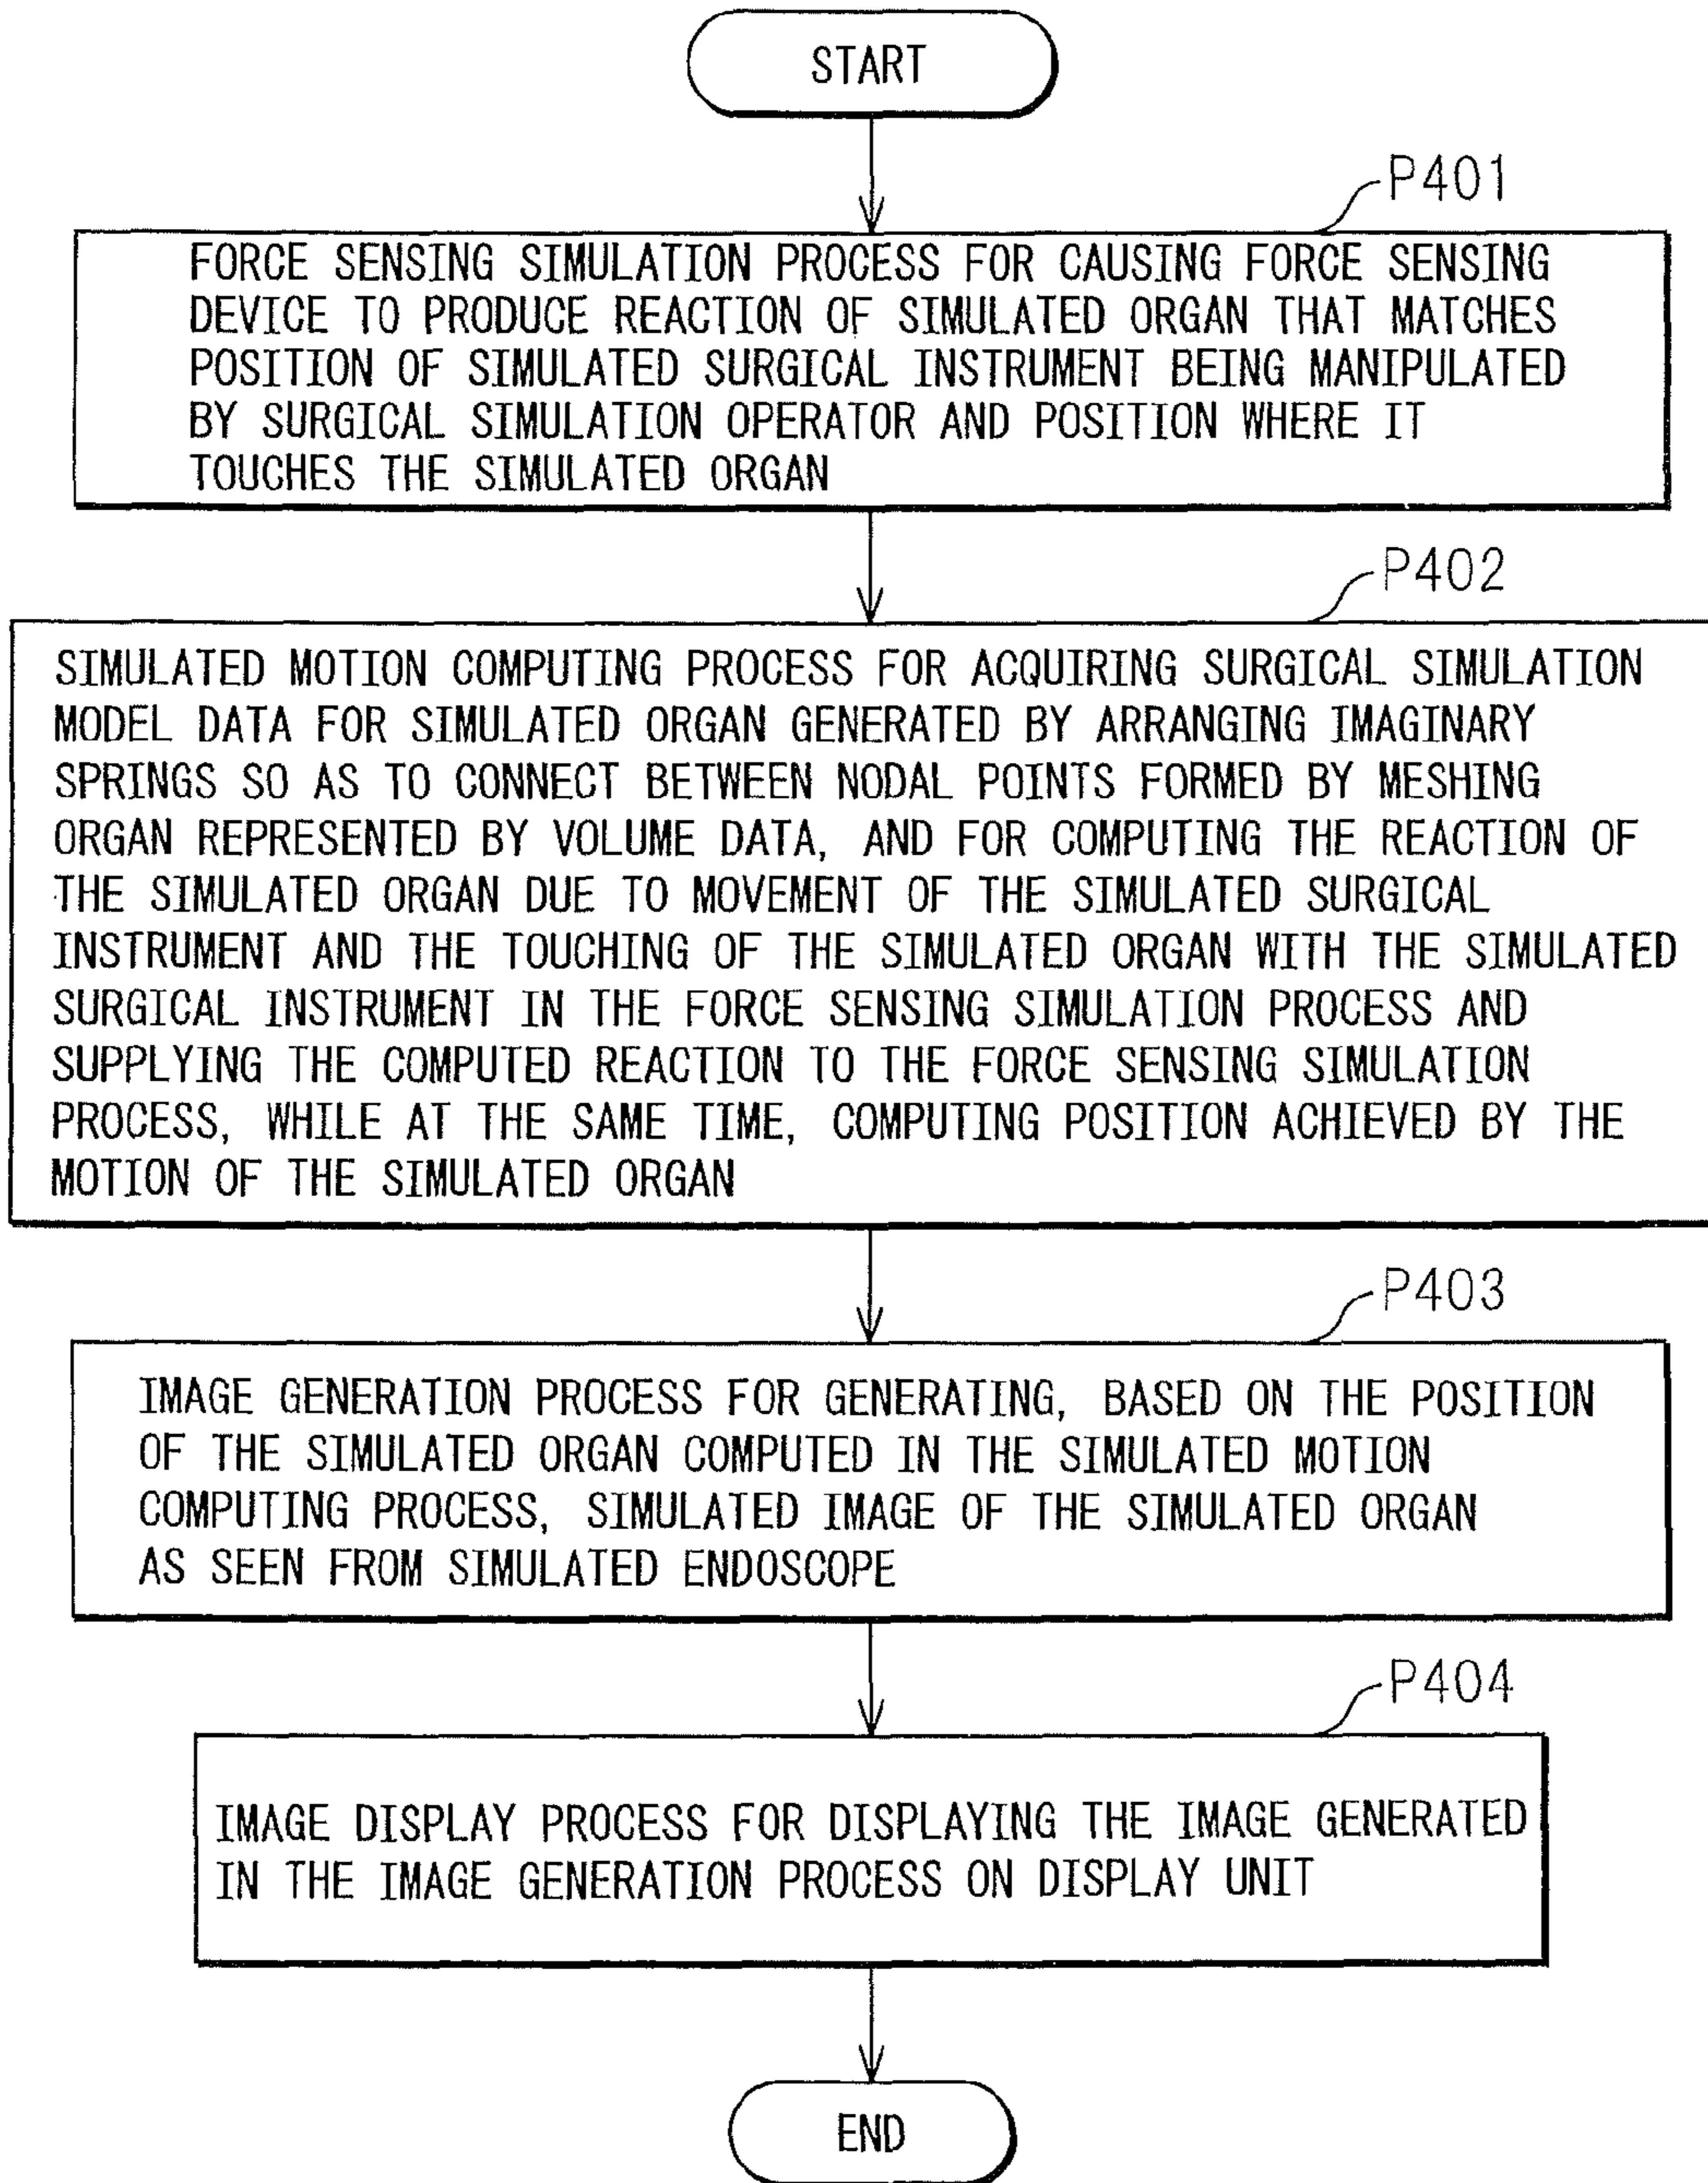 START
P401
FORCE SENSING SIMULATION PROCESS FOR CAUSING FORCE SENSING
DEVICE TO PRODUCE REACTION OF SIMULATED ORGAN THAT MATCHES
POSITION OF SIMULATED SURGICAL INSTRUMENT BEING MANIPULATED
BY SURGICAL SIMULATION OPERATOR AND POSITION WHERE IT
TOUCHES THE SIMULATED ORGAN
P402
SIMULATED MOTION COMPUTING PROCESS FOR ACQUIRING SURGICAL SIMULATION
MODEL DATA FOR SIMULATED ORGAN GENERATED BY ARRANGING IMAGINARY
SPRINGS SO AS TO CONNECT BETWEEN NODAL POINTS FORMED BY MESHING
ORGAN REPRESENTED BY VOLUME DATA, AND FOR COMPUTING THE REACTION OF
THE SIMULATED ORGAN DUE TO MOVEMENT OF THE SIMULATED SURGICAL
INSTRUMENT AND THE TOUCHING OF THE SIMULATED ORGAN WITH THE SIMULATED
SURGICAL INSTRUMENT IN THE FORCE SENSING SIMULATION PROCESS AND
SUPPLYING THE COMPUTED REACTION TO THE FORCE SENSING SIMULATION
PROCESS, WHILE AT THE SAME TIME, COMPUTING POSITION ACHIEVED BY THE
MOTION OF THE SIMULATED ORGAN
P403
IMAGE GENERATION PROCESS FOR GENERATING, BASED ON THE POSITION
OF THE SIMULATED ORGAN COMPUTED IN THE SIMULATED MOTION
COMPUTING PROCESS, SIMULATED IMAGE OF THE SIMULATED ORGAN
AS SEEN FROM SIMULATED ENDOSCOPE
P404
IMAGE DISPLAY PROCESS FOR DISPLAYING THE IMAGE GENERATED
IN THE IMAGE GENERATION PROCESS ON DISPLAY UNIT
END